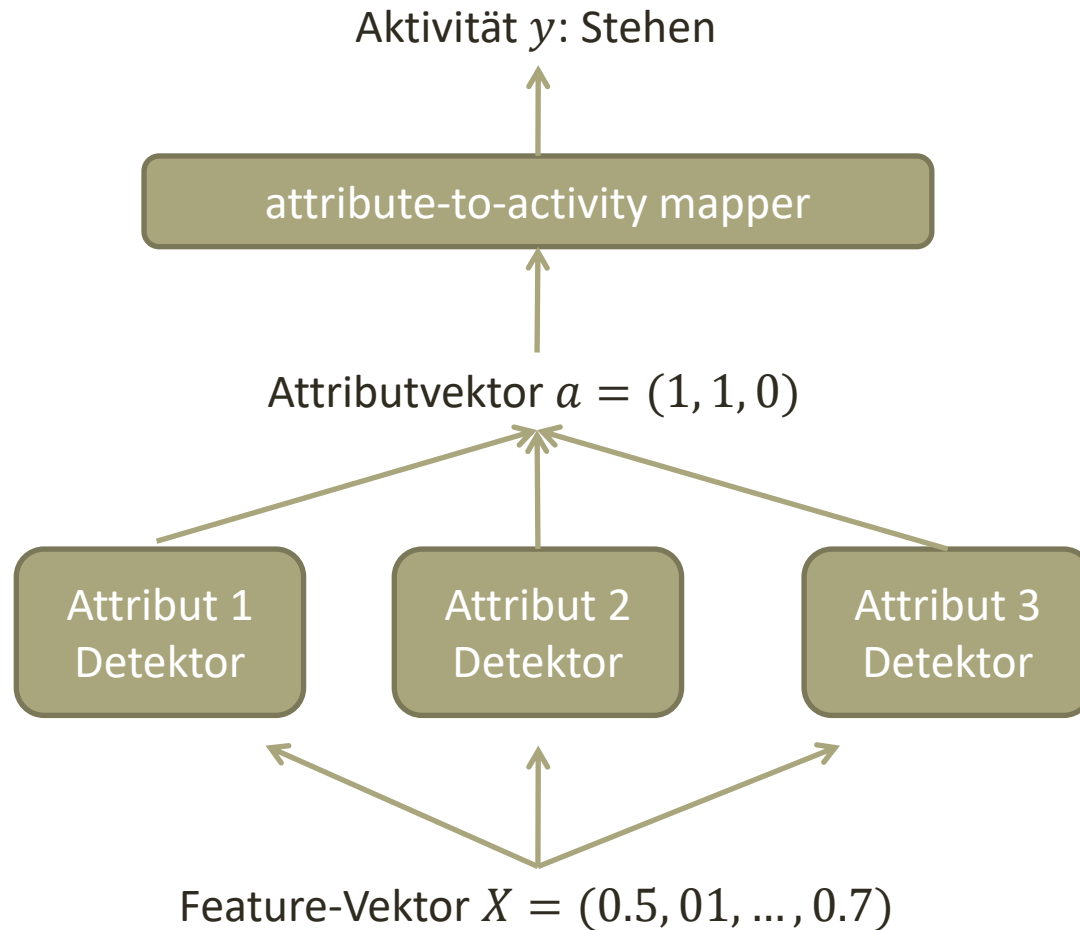 Aktivität y: Stehen
attribute-to-activity mapper
Attributvektor a = (1, 1, 0)
Attribut 1
Detektor
Attribut 2
Detektor
Attribut 3
Detektor
Feature-Vektor X = (0.5, 01, … , 0.7)